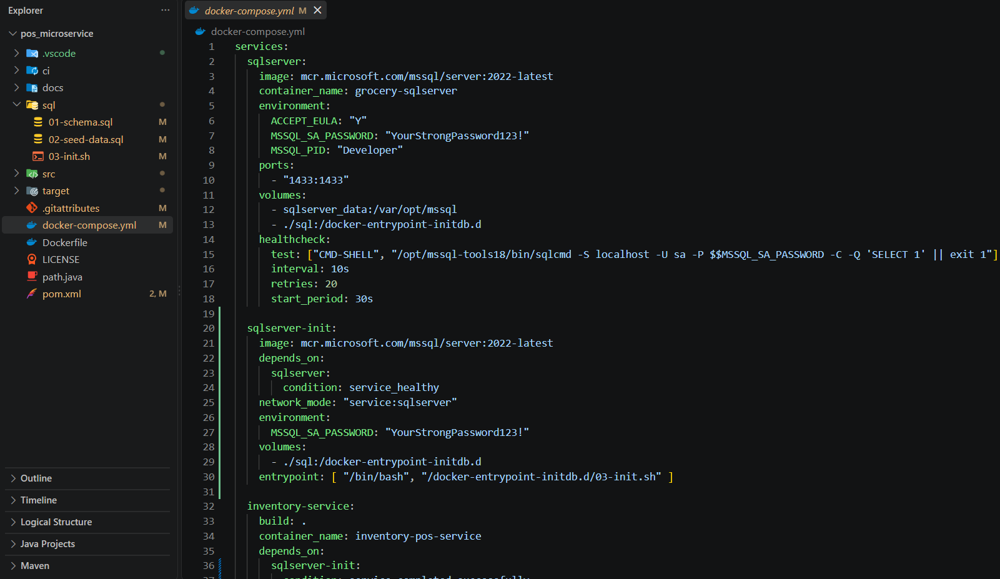 Explorer
pos_microservice
.vscode
ci
docs
sql
01-schema.sql M
02-seed-data.sql M
03-init.sh M
src
target
.gitattributes M
docker-compose.yml M
Dockerfile
LICENSE
path.java
pom.xml 2, M
Outline
Timeline
Logical Structure
Java Projects
Maven
docker-compose.yml M
docker-compose.yml
1 services:
2 sqlserver:
3 image: mcr.microsoft.com/mssql/server:2022-latest
4 container_name: grocery-sqlserver
5 environment:
6 ACCEPT_EULA: "Y"
7 MSSQL_SA_PASSWORD: "YourStrongPassword123!"
8 MSSQL_PID: "Developer"
9 ports:
10 - "1433:1433"
11 volumes:
12 - sqlserver_data:/var/opt/mssql
13 - ./sql:/docker-entrypoint-initdb.d
14 healthcheck:
15 test: ["CMD-SHELL", "/opt/mssql-tools18/bin/sqlcmd -S localhost -U sa -P $$MSSQL_SA_PASSWORD -C -Q 'SELECT 1' || exit 1"]
16 interval: 10s
17 retries: 20
18 start_period: 30s
19
20 sqlserver-init:
21 image: mcr.microsoft.com/mssql/server:2022-latest
22 depends_on:
23 sqlserver:
24 condition: service_healthy
25 network_mode: "service:sqlserver"
26 environment:
27 MSSQL_SA_PASSWORD: "YourStrongPassword123!"
28 volumes:
29 - ./sql:/docker-entrypoint-initdb.d
30 entrypoint: [ "/bin/bash", "/docker-entrypoint-initdb.d/03-init.sh" ]
31
32 inventory-service:
33 build: .
34 container_name: inventory-pos-service
35 depends_on:
36 sqlserver-init:
37 condition: service_completed_successfully